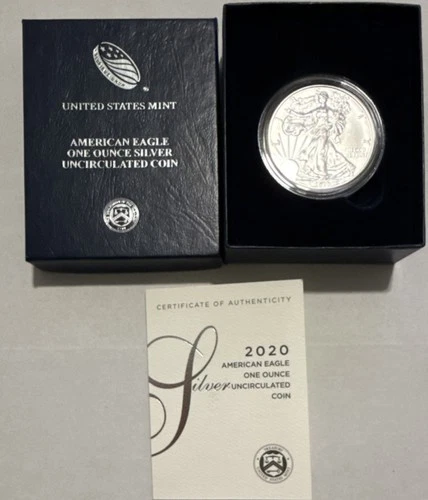 UNITED STATES MINT
AMERICAN EAGLE
ONE OUNCE SILVER
UNCIRCULATED COIN
CERTIFICATE OF AUTHENTICITY
2020
AMERICAN EAGLE
ONE OUNCE
Silver UNCIRCULATED
COIN